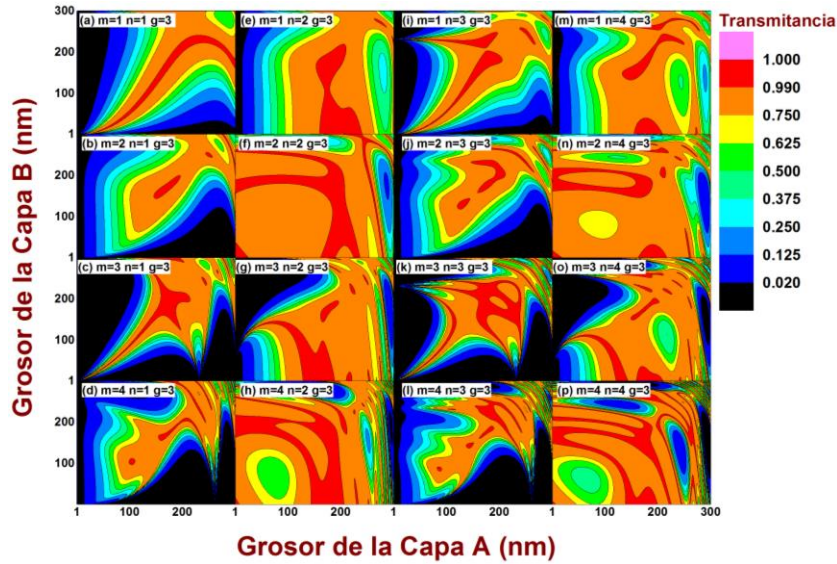 Transmitancia
1.000
0.990
0.750
0.625
0.500
0.375
0.250
0.125
0.020
Grosor de la Capa B (nm)
300
200
100
1
200
100
1
200
100
1
200
100
(a) m=1 n=1 g=3
(e) m=1 n=2 g=3
(i) m=1 n=3 g=3
(m) m=1 n=4 g=3
(b) m=2 n=1 g=3
(f) m=2 n=2 g=3
(j) m=2 n=3 g=3
(n) m=2 n=4 g=3
(c) m=3 n=1 g=3
(g) m=3 n=2 g=3
(k) m=3 n=3 g=3
(o) m=3 n=4 g=3
(d) m=4 n=1 g=3
(h) m=4 n=2 g=3
(l) m=4 n=3 g=3
(p) m=4 n=4 g=3
1 100 200 1 100 200 1 100 200 1 100 200 300
Grosor de la Capa A (nm)